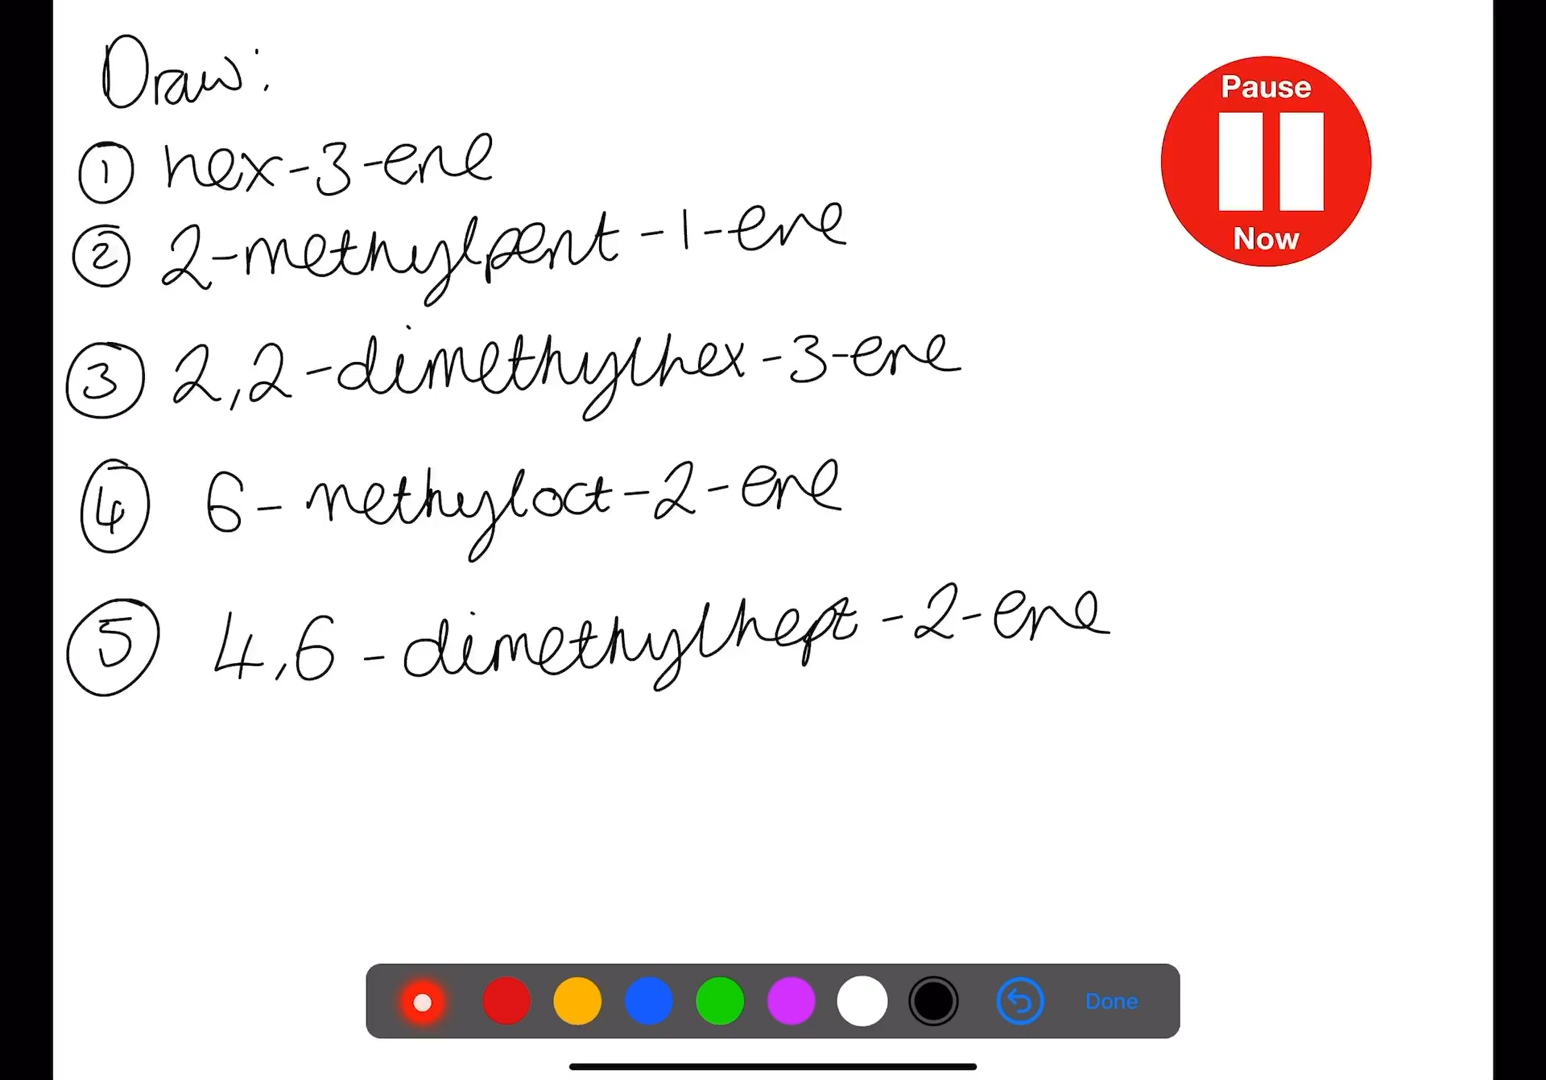 Draw:
① hex-3-ene
② 2-methylpent-1-ene
③ 2,2-dimethylhex-3-ene
④ 6-methyloct-2-ene
⑤ 4,6-dimethylhept-2-ene
Pause
Now
Done